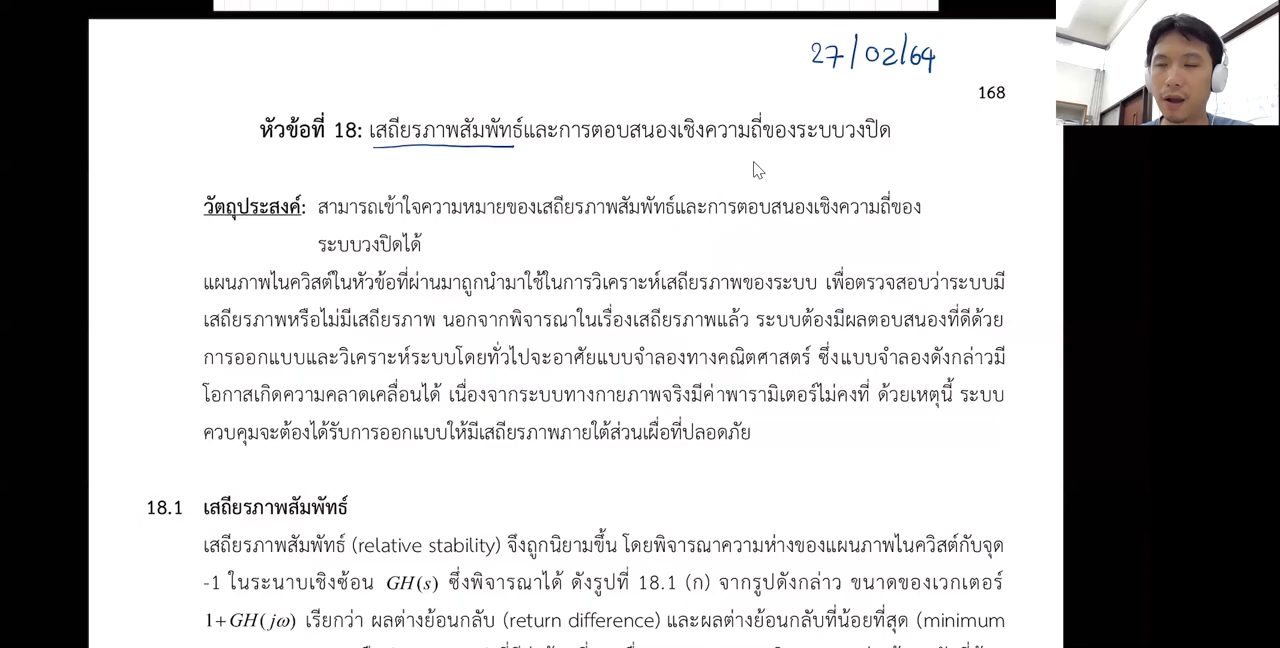 27/02/64
168
หัวข้อที่ 18: เสถียรภาพสัมพัทธ์และการตอบสนองเชิงความถี่ของระบบวงปิด
วัตถุประสงค์: สามารถเข้าใจความหมายของเสถียรภาพสัมพัทธ์และการตอบสนองเชิงความถี่ของ
ระบบวงปิดได้
แผนภาพไนควิสต์ในหัวข้อที่ผ่านมาถูกนำมาใช้ในการวิเคราะห์เสถียรภาพของระบบ เพื่อตรวจสอบว่าระบบมี
เสถียรภาพหรือไม่มีเสถียรภาพ นอกจากพิจารณาในเรื่องเสถียรภาพแล้ว ระบบต้องมีผลตอบสนองที่ดีด้วย
การออกแบบและวิเคราะห์ระบบโดยทั่วไปจะอาศัยแบบจำลองทางคณิตศาสตร์ ซึ่งแบบจำลองดังกล่าวมี
โอกาสเกิดความคลาดเคลื่อนได้ เนื่องจากระบบทางกายภาพจริงมีค่าพารามิเตอร์ไม่คงที่ ด้วยเหตุนี้ ระบบ
ควบคุมจะต้องได้รับการออกแบบให้มีเสถียรภาพภายใต้ส่วนเผื่อที่ปลอดภัย
18.1 เสถียรภาพสัมพัทธ์
เสถียรภาพสัมพัทธ์ (relative stability) จึงถูกนิยามขึ้น โดยพิจารณาความห่างของแผนภาพไนควิสต์กับจุด
-1 ในระนาบเชิงซ้อน GH(s) ซึ่งพิจารณาได้ ดังรูปที่ 18.1 (ก) จากรูปดังกล่าว ขนาดของเวกเตอร์
1+GH(jω) เรียกว่า ผลต่างย้อนกลับ (return difference) และผลต่างย้อนกลับที่น้อยที่สุด (minimum